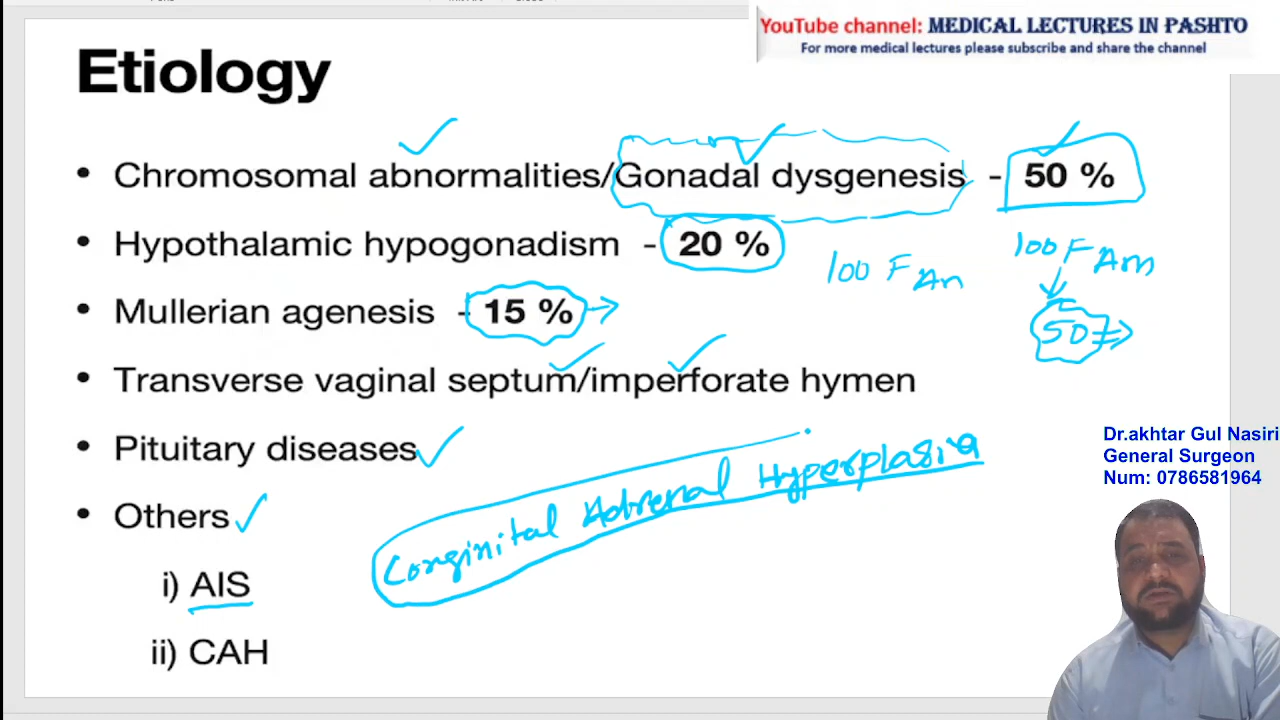 YouTube channel: MEDICAL LECTURES IN PASHTO
For more medical lectures please subscribe and share the channel
Etiology
• Chromosomal abnormalities/Gonadal dysgenesis - 50 %
• Hypothalamic hypogonadism - 20 %
100 F An
100 F Am
• Mullerian agenesis - 15 %
50%
• Transverse vaginal septum/imperforate hymen
• Pituitary diseases
Dr.akhtar Gul Nasiri
General Surgeon
Num: 0786581964
Conginital Adrenal Hyperplasia
• Others
i) AIS
ii) CAH